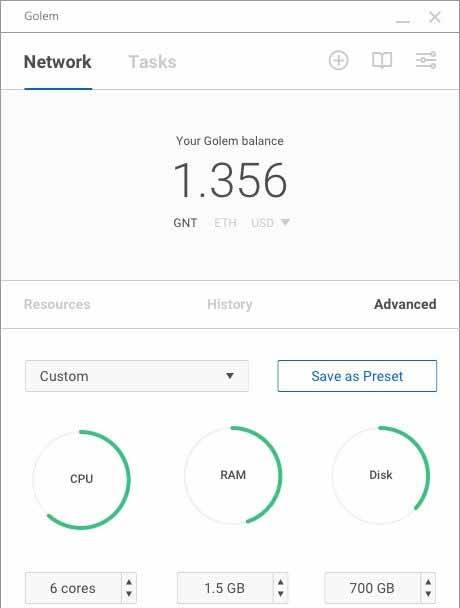 Golem
Network Tasks
Your Golem balance
1.356
GNT ETH USD
Resources History Advanced
Custom Save as Preset
CPU RAM Disk
6 cores 1.5 GB 700 GB